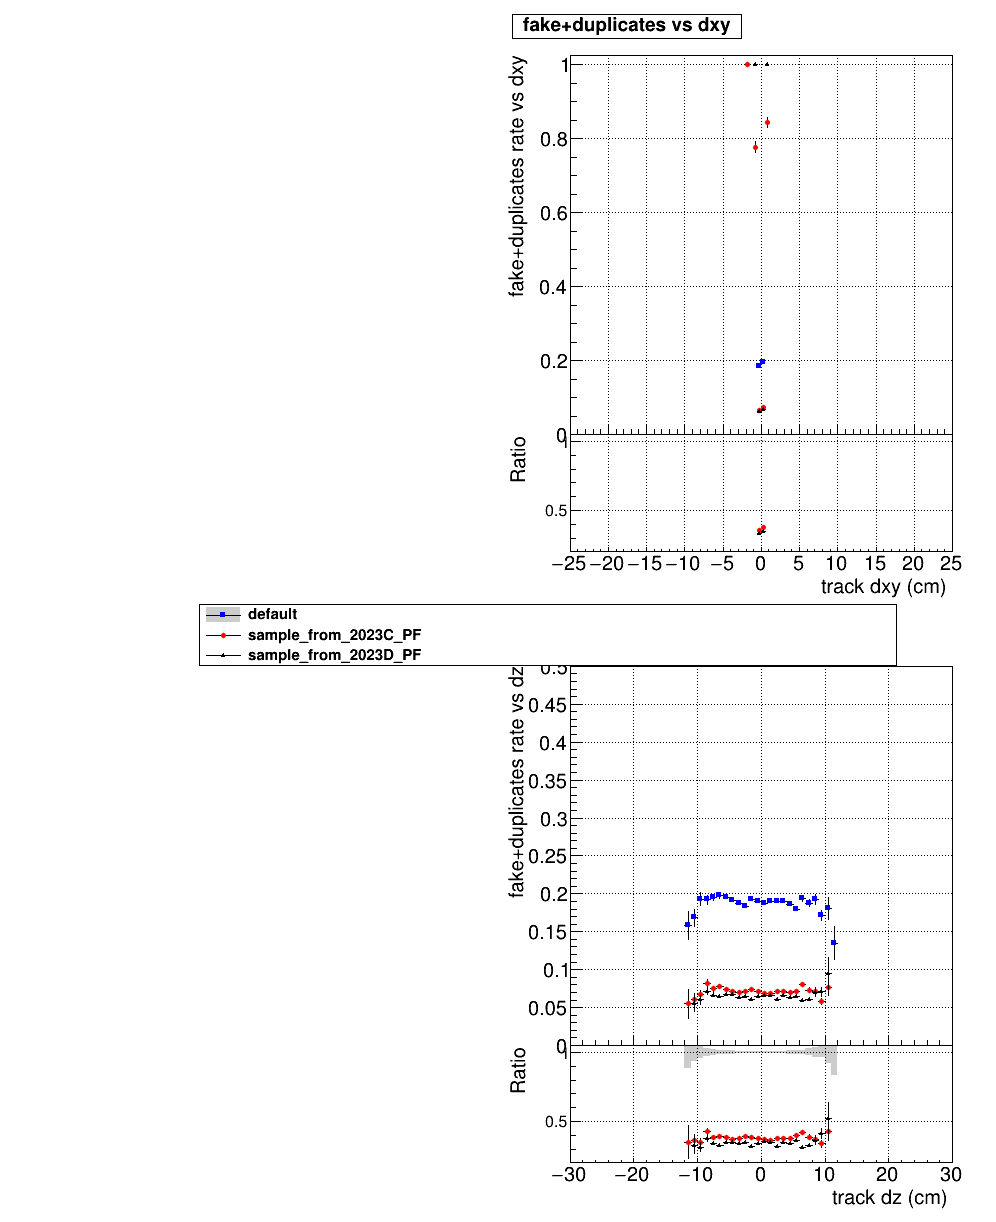 fake+duplicates vs dxy
fake+duplicates rate vs dxy
1
0.8
0.6
0.4
0.2
0
Ratio
1
0.5
−25 −20 −15 −10 −5 0 5 10 15 20 25
track dxy (cm)
default
sample_from_2023C_PF
sample_from_2023D_PF
fake+duplicates rate vs dz
0.5
0.45
0.4
0.35
0.3
0.25
0.2
0.15
0.1
0.05
0
Ratio
1
0.5
−30 −20 −10 0 10 20 30
track dz (cm)